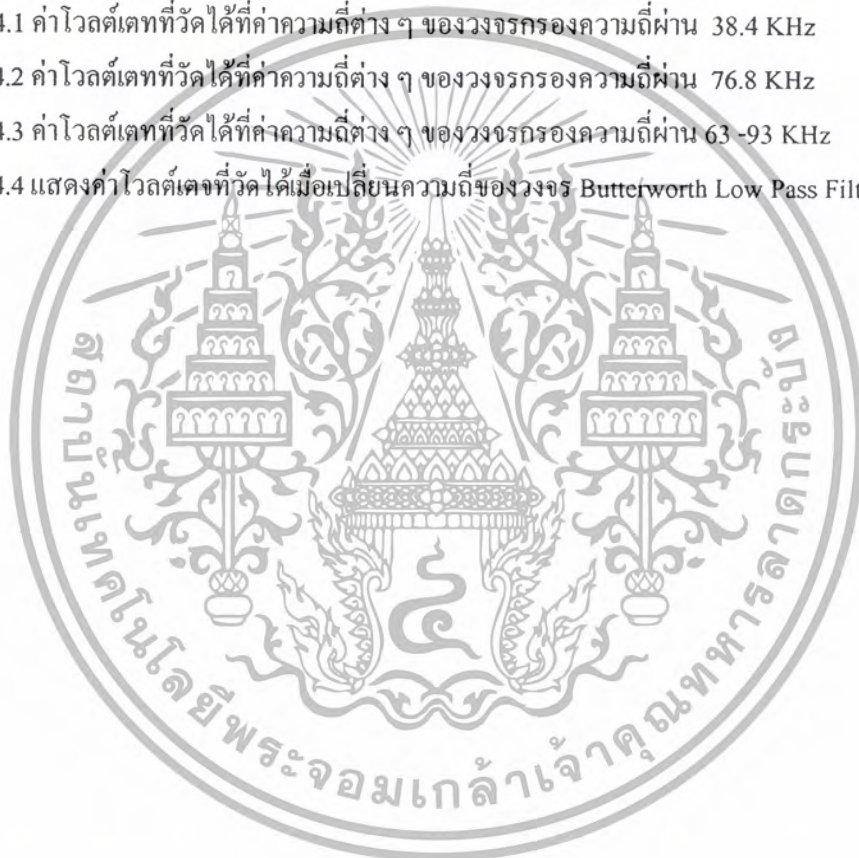 4.1 ค่าโวลต์เตทที่วัดได้ที่ค่าความถี่ต่าง ๆ ของวงจรกรองความถี่ผ่าน 38.4 KHz
4.2 ค่าโวลต์เตทที่วัดได้ที่ค่าความถี่ต่าง ๆ ของวงจรกรองความถี่ผ่าน 76.8 KHz
4.3 ค่าโวลต์เตทที่วัดได้ที่ค่าความถี่ต่าง ๆ ของวงจรกรองความถี่ผ่าน 63 -93 KHz
4.4 แสดงค่าโวลต์เตจที่วัดได้เมื่อเปลี่ยนความถี่ของวงจร Butterworth Low Pass Filt
สถาบันเทคโนโลยีพระจอมเกล้าเจ้าคุณทหารลาดกระบัง